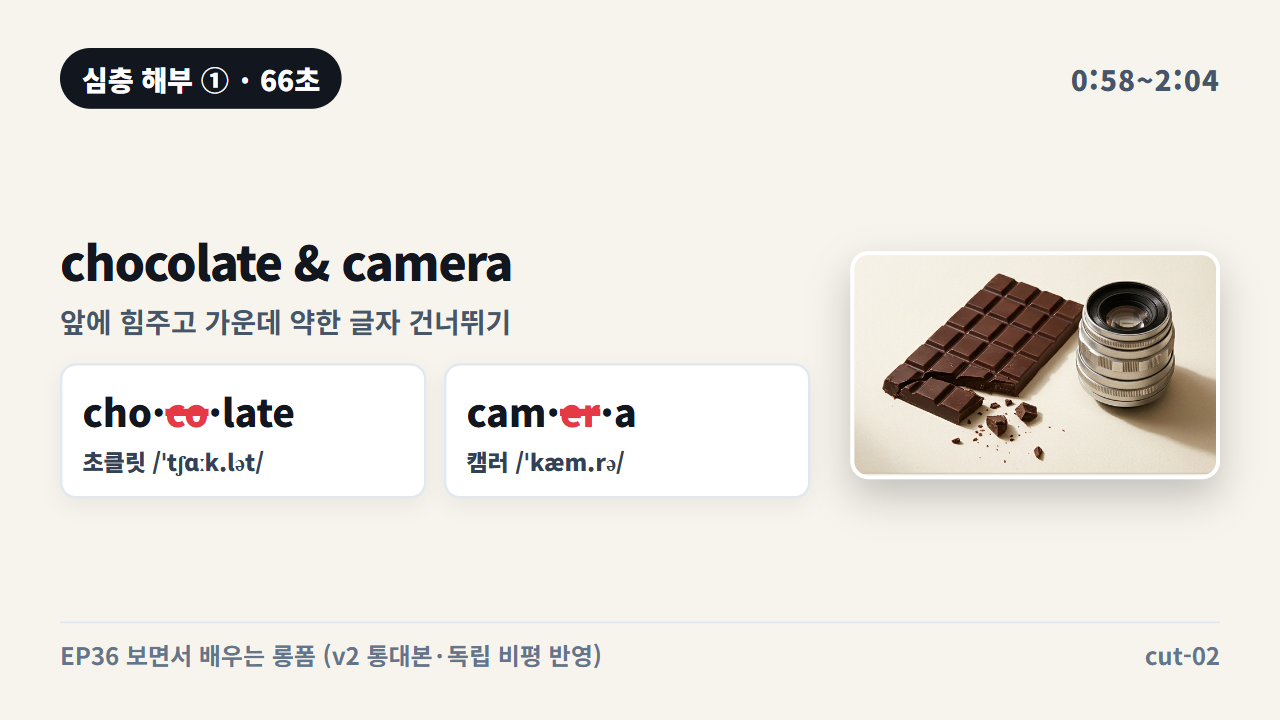 심층 해부 ① · 66초
0:58~2:04
chocolate & camera
앞에 힘주고 가운데 약한 글자 건너뛰기
cho·co·late
초클릿 /ˈtʃɑːk.lət/
cam·er·a
캠러 /ˈkæm.rə/
EP36 보면서 배우는 롱폼 (v2 통대본·독립 비평 반영)
cut-02